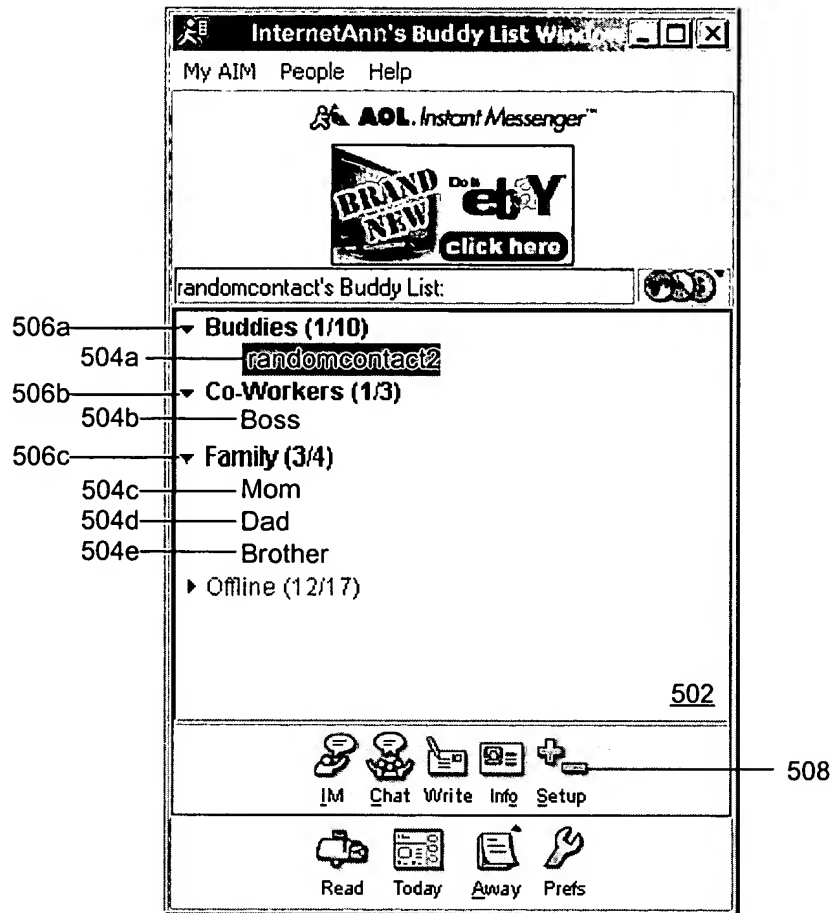 InternetAnn's Buddy List Window
My AIM People Help
AOL Instant Messenger™
BRAND NEW
Do It
ebY
click here
randomcontact's Buddy List:
506a ▾ Buddies (1/10)
504a randomcontact2
506b ▾ Co-Workers (1/3)
504b Boss
506c ▾ Family (3/4)
504c Mom
504d Dad
504e Brother
▸ Offline (12/17)
502
508
IM Chat Write Info Setup
Read Today Away Prefs